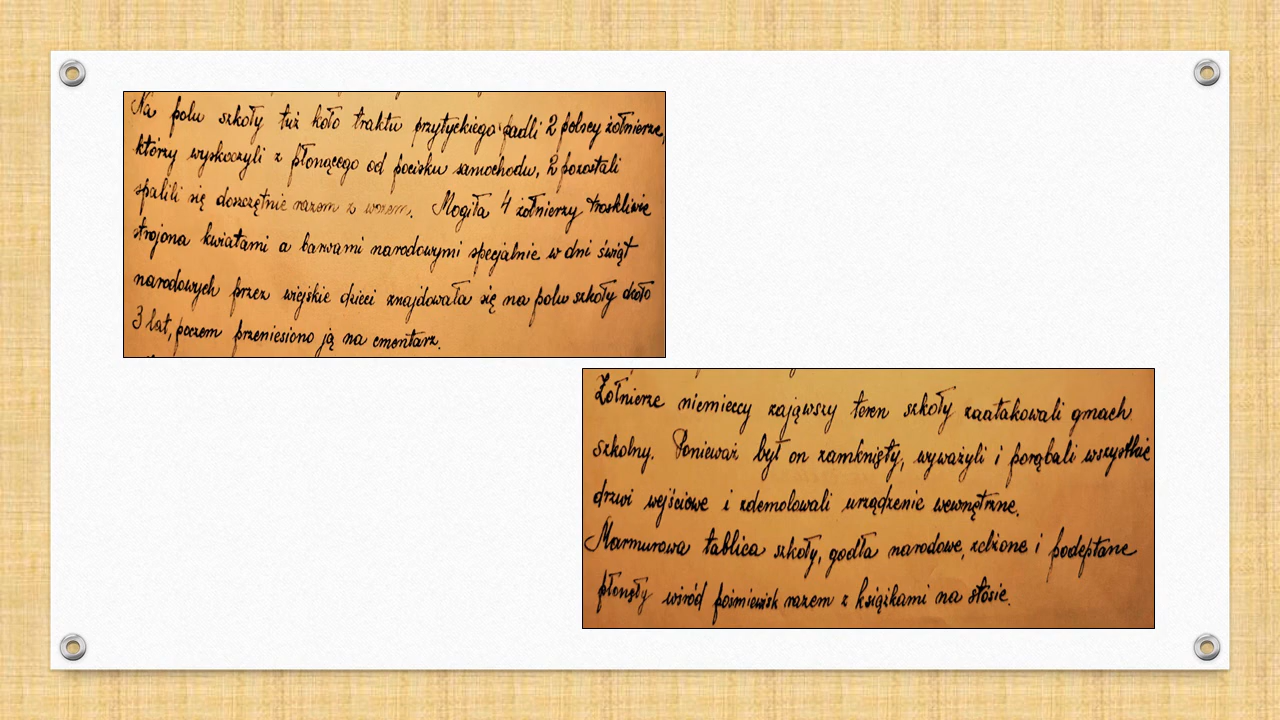 Na polu szkoły tuż koło traktu przytyckiego padli 2 polscy żołnierze,
którzy wyskoczyli z płonącego od pocisku samochodu, 2 pozostali
spalili się doszczętnie razem z wozem. Mogiła 4 żołnierzy troskliwie
strojona kwiatami a barwami narodowymi specjalnie w dni świąt
narodowych przez wiejskie dzieci znajdowała się na polu szkoły około
3 lat, poczem przeniesiono ją na cmentarz.
Żołnierze niemieccy zająwszy teren szkoły zaatakowali gmach
szkolny. Ponieważ był on zamknięty, wyważyli i porąbali wszystkie
drzwi wejściowe i zdemolowali urządzenie wewnętrzne.
Marmurowa tablica szkoły, godła narodowe, zelżone i podeptane
płonęły wśród pośmiewisk razem z książkami na stosie.